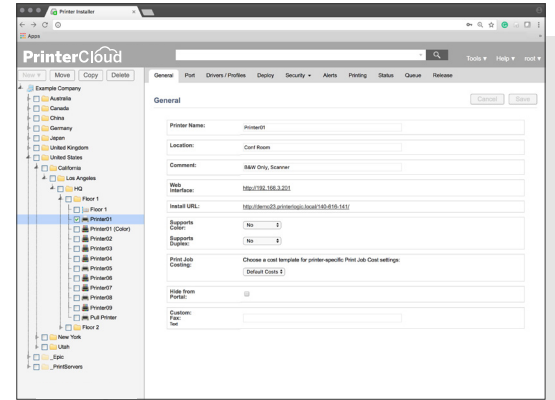 Printer Installer
Apps
PrinterCloud
Tools ▾ Help ▾ root ▾
New ▾ Move Copy Delete
General Port Drivers / Profiles Deploy Security ▾ Alerts Printing Status Queue Release
Example Company
Australia
Canada
China
Germany
Japan
United Kingdom
United States
California
Los Angeles
HQ
Floor 1
Floor 1
Printer01
Printer01 (Color)
Printer02
Printer03
Printer04
Printer05
Printer06
Printer07
Printer08
Printer09
Pull Printer
Floor 2
New York
Utah
_Epic
_PrintServers
General
Cancel Save
Printer Name: Printer01
Location: Conf Room
Comment: B&W Only, Scanner
Web
Interface: http://192.168.3.201
Install URL: http://demo23.printerlogic.local/140-816-141/
Supports
Color: No
Supports
Duplex: No
Print Job
Costing: Choose a cost template for printer-specific Print Job Cost settings:
Default Costs
Hide from
Portal:
Custom:
Fax:
Text